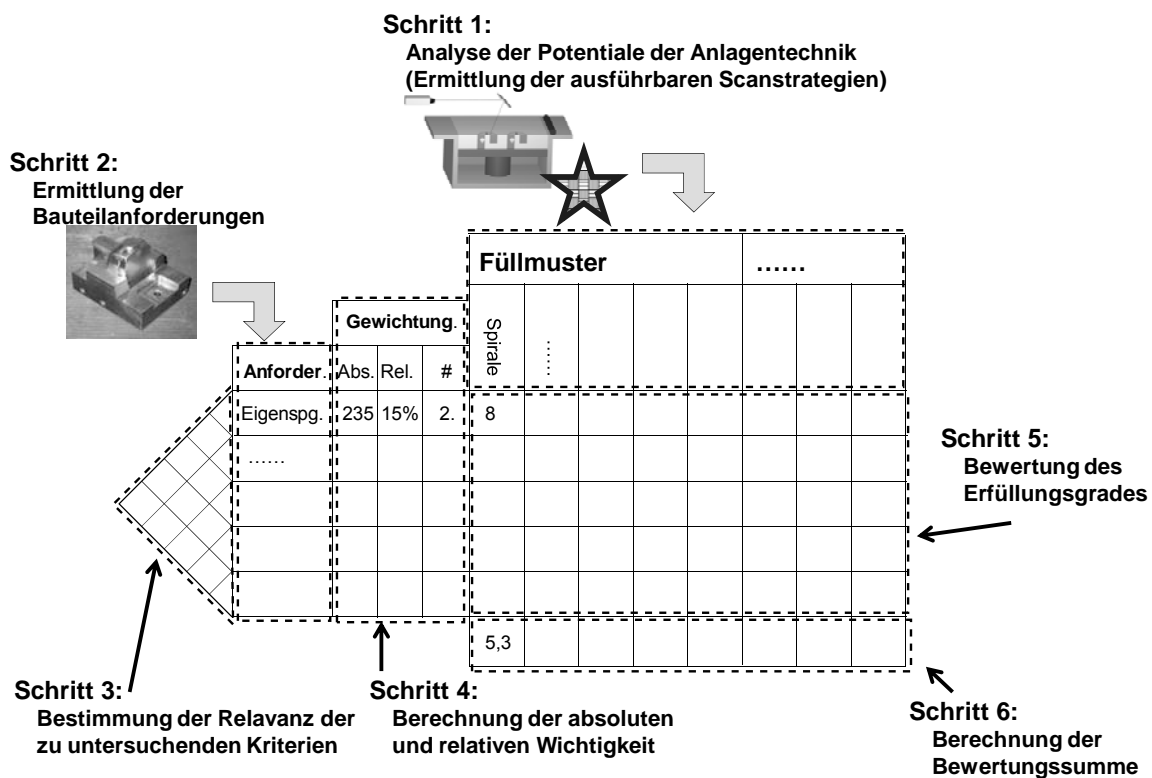 Schritt 1:
Analyse der Potentiale der Anlagentechnik
(Ermittlung der ausführbaren Scanstrategien)
Schritt 2:
Ermittlung der
Bauteilanforderungen
Füllmuster
......
Gewichtung.
Spirale
......
Anforder.
Abs.
Rel.
#
Eigenspg.
235
15%
2.
8
......
5,3
Schritt 5:
Bewertung des
Erfüllungsgrades
Schritt 3:
Bestimmung der Relavanz der
zu untersuchenden Kriterien
Schritt 4:
Berechnung der absoluten
und relativen Wichtigkeit
Schritt 6:
Berechnung der
Bewertungssumme